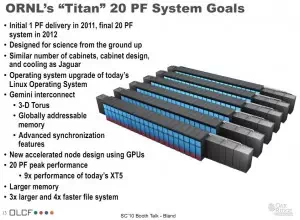 ORNL's "Titan" 20 PF System Goals
• Initial 1 PF delivery in 2011, final 20
PF system in 2012
• Designed for science from the ground up
• Similar number of cabinets, cabinet design,
and cooling as Jaguar
• Operating system upgrade of today's
Linux Operating System
• Gemini interconnect
• 3-D Torus
• Globally addressable
memory
• Advanced synchronization
features
• New accelerated node design using GPUs
• 20 PF peak performance
• 9x performance of today's XT5
• Larger memory
• 3x larger and 4x faster file system
OLCF
SC'10 Booth Talk - Bland
OAK
RIDGE